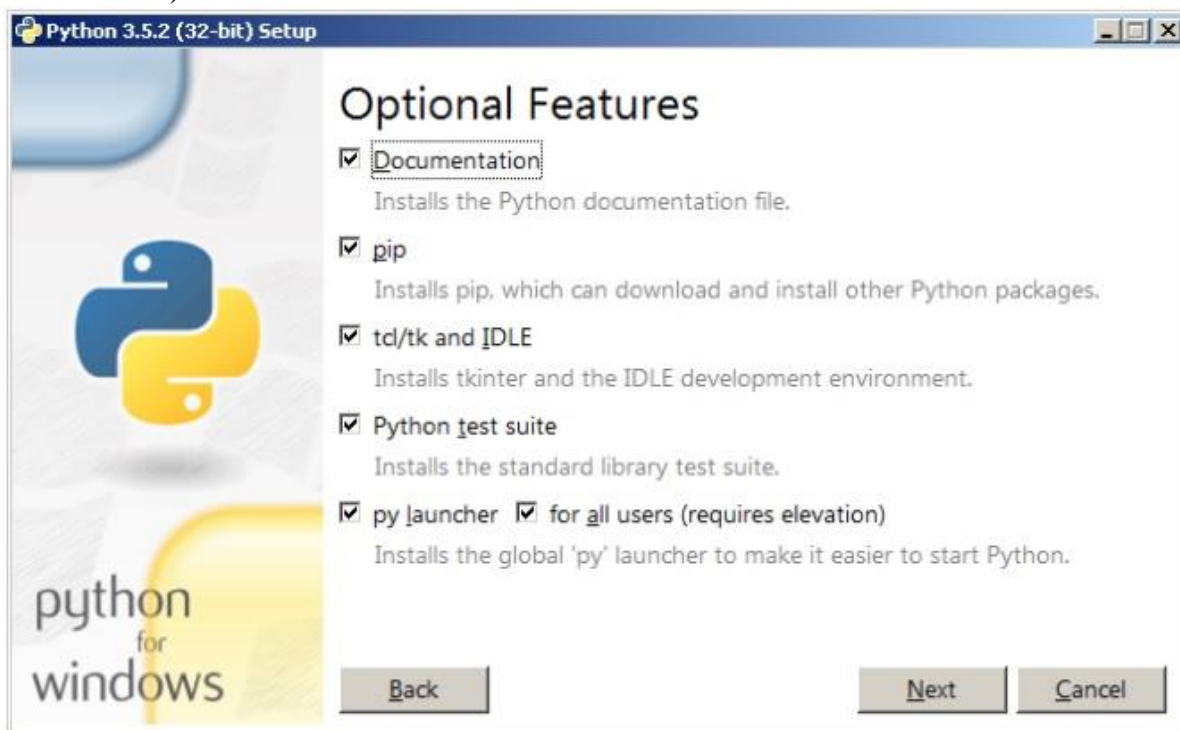 Python 3.5.2 (32-bit) Setup
Optional Features
Documentation
Installs the Python documentation file.
pip
Installs pip, which can download and install other Python packages.
tcl/tk and IDLE
Installs tkinter and the IDLE development environment.
Python test suite
Installs the standard library test suite.
py launcher for all users (requires elevation)
Installs the global 'py' launcher to make it easier to start Python.
python
for
windows
Back Next Cancel